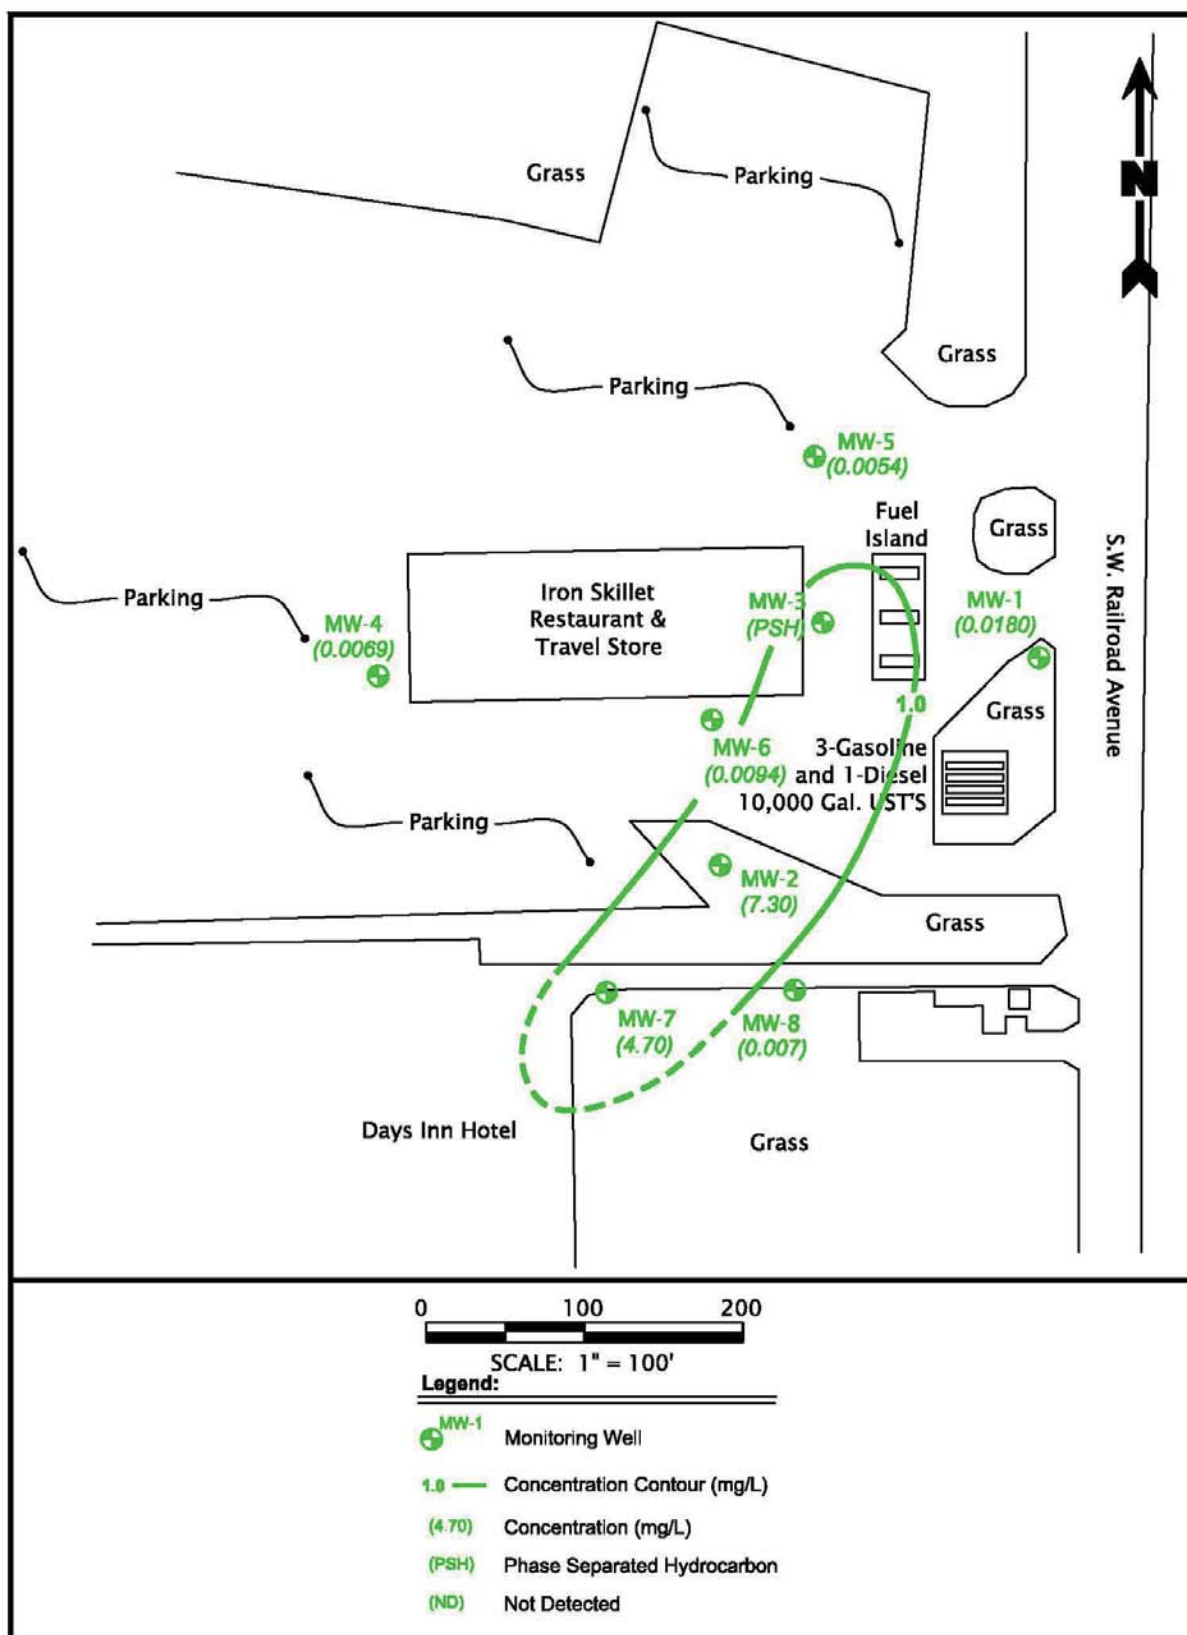 Grass
Parking
N
Grass
Parking
MW-5
(0.0054)
Fuel
Island
Grass
S.W. Railroad Avenue
Parking
Iron Skillet
Restaurant &
Travel Store
MW-3
(PSH)
MW-1
(0.0180)
MW-4
(0.0069)
1.0
Grass
MW-6
(0.0094)
3-Gasoline
and 1-Diesel
10,000 Gal. UST'S
Parking
MW-2
(7.30)
Grass
MW-7
(4.70)
MW-8
(0.007)
Days Inn Hotel
Grass
0 100 200
SCALE: 1" = 100'
Legend:
MW-1
Monitoring Well
1.0 Concentration Contour (mg/L)
(4.70) Concentration (mg/L)
(PSH) Phase Separated Hydrocarbon
(ND) Not Detected